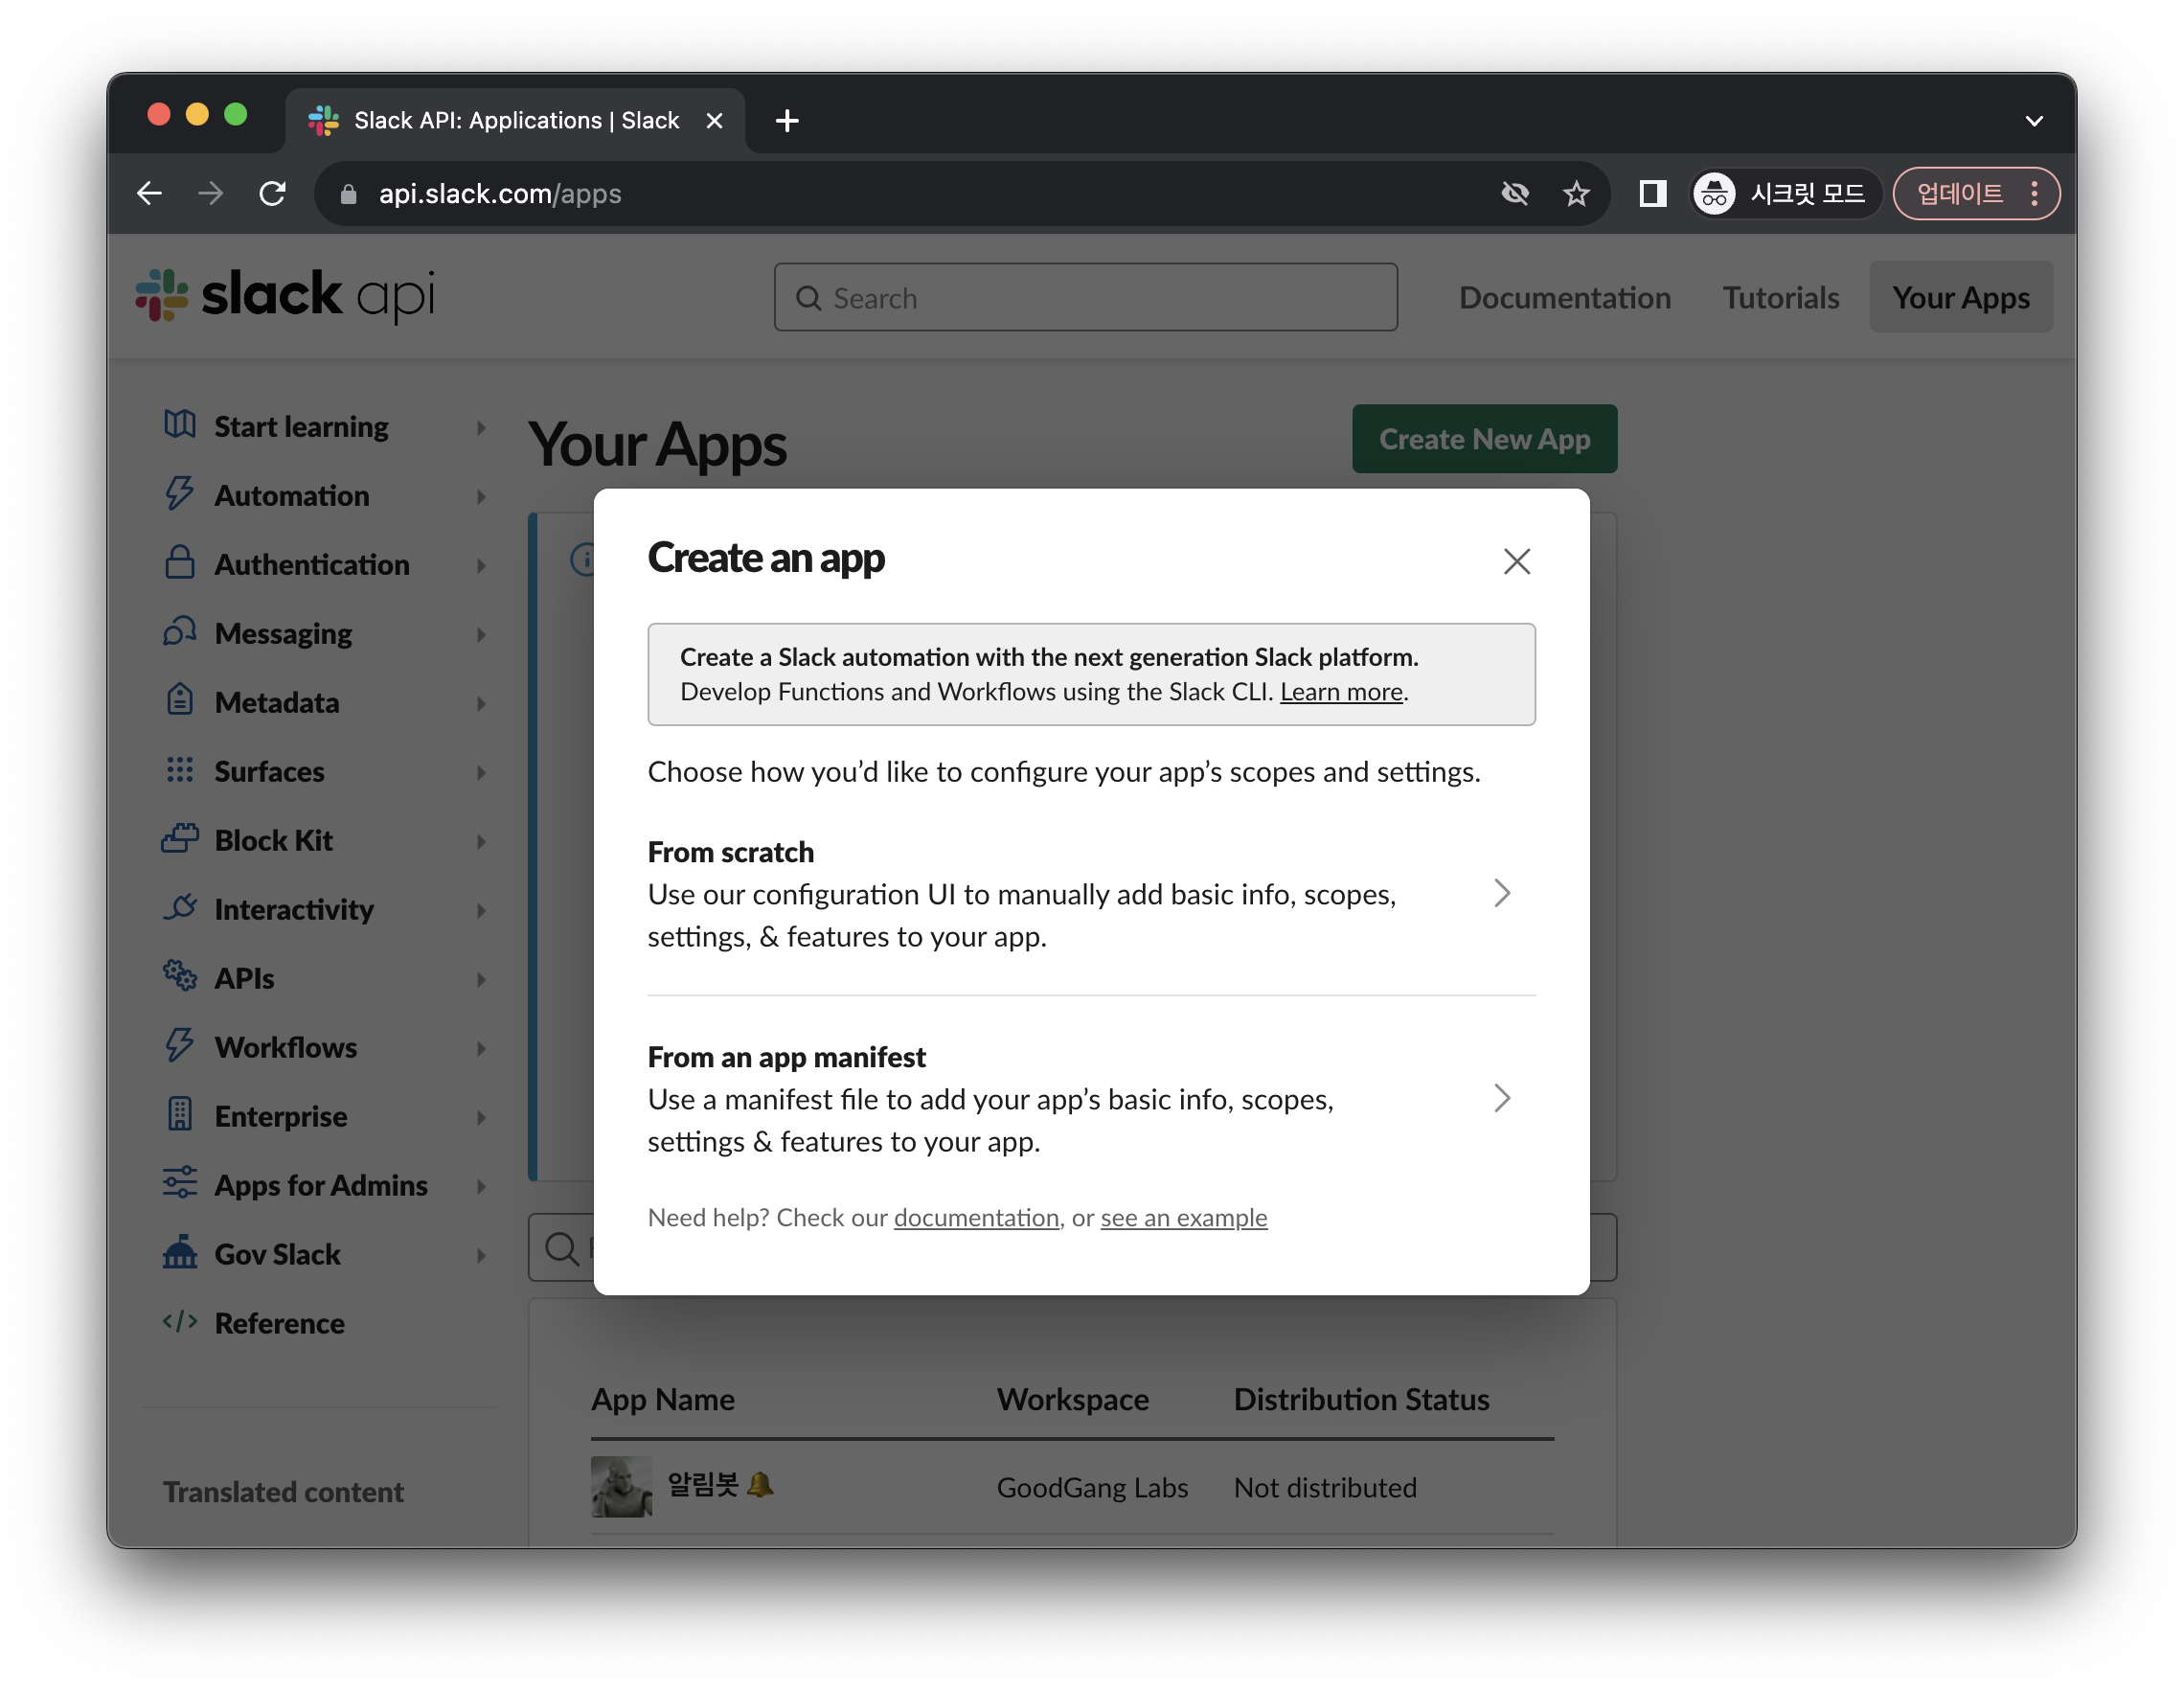 Slack API: Applications | Slack
api.slack.com/apps
시크릿 모드
업데이트
slack api
Search
Documentation
Tutorials
Your Apps
Start learning
Automation
Authentication
Messaging
Metadata
Surfaces
Block Kit
Interactivity
APIs
Workflows
Enterprise
Apps for Admins
Gov Slack
Reference
Translated content
Your Apps
Create New App
Create an app
Create a Slack automation with the next generation Slack platform.
Develop Functions and Workflows using the Slack CLI. Learn more.
Choose how you’d like to configure your app’s scopes and settings.
From scratch
Use our configuration UI to manually add basic info, scopes,
settings, & features to your app.
From an app manifest
Use a manifest file to add your app’s basic info, scopes,
settings & features to your app.
Need help? Check our documentation, or see an example
App Name Workspace Distribution Status
알림봇 🔔 GoodGang Labs Not distributed